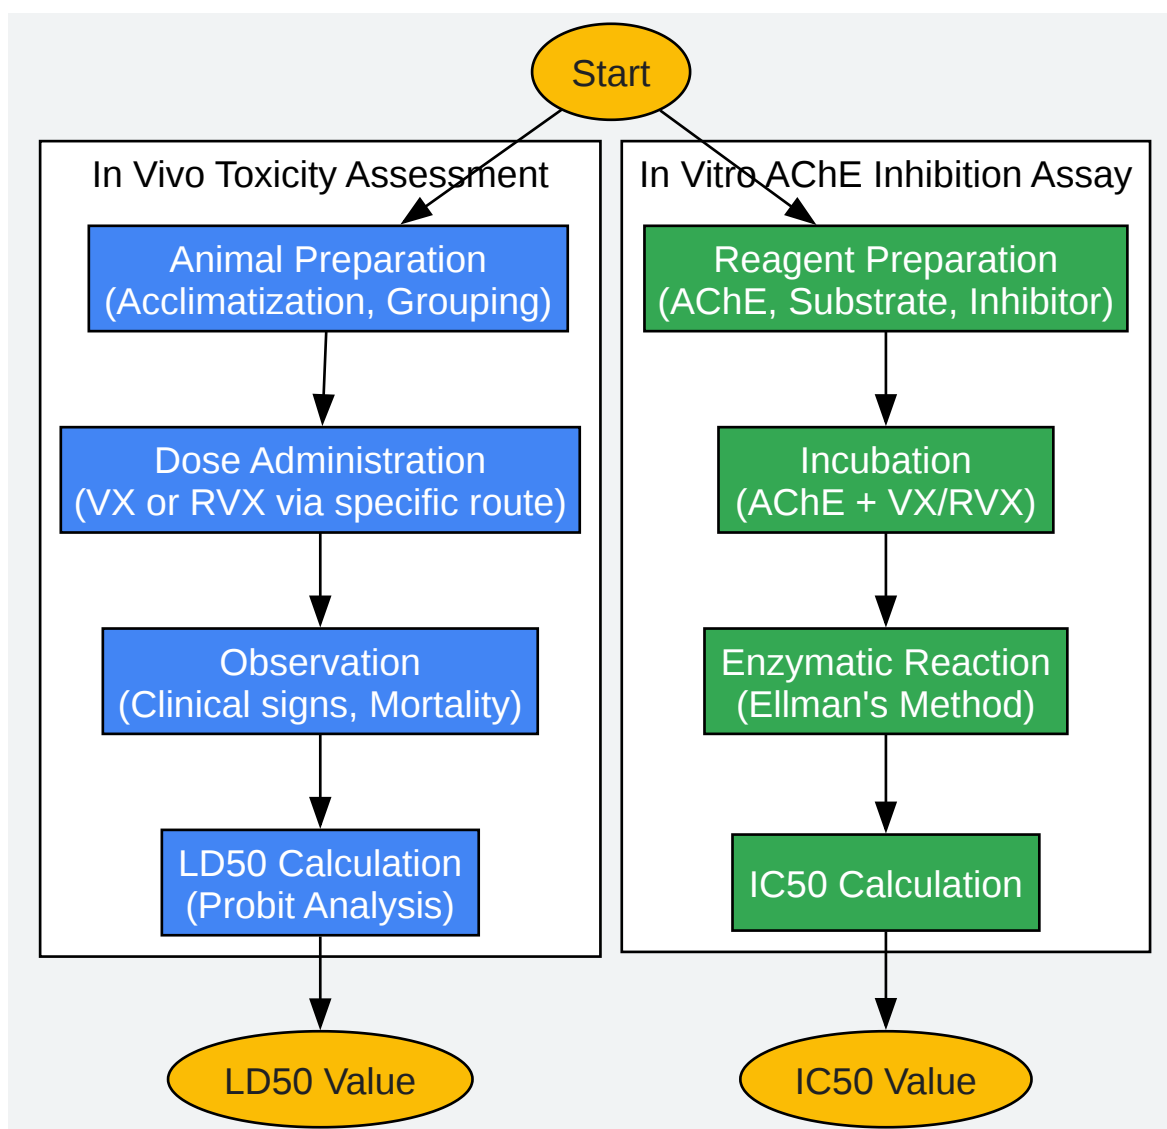 Start
In Vivo Toxicity Assessment
Animal Preparation
(Acclimatization, Grouping)
Dose Administration
(VX or RVX via specific route)
Observation
(Clinical signs, Mortality)
LD50 Calculation
(Probit Analysis)
LD50 Value
In Vitro AChE Inhibition Assay
Reagent Preparation
(AChE, Substrate, Inhibitor)
Incubation
(AChE + VX/RVX)
Enzymatic Reaction
(Ellman's Method)
IC50 Calculation
IC50 Value